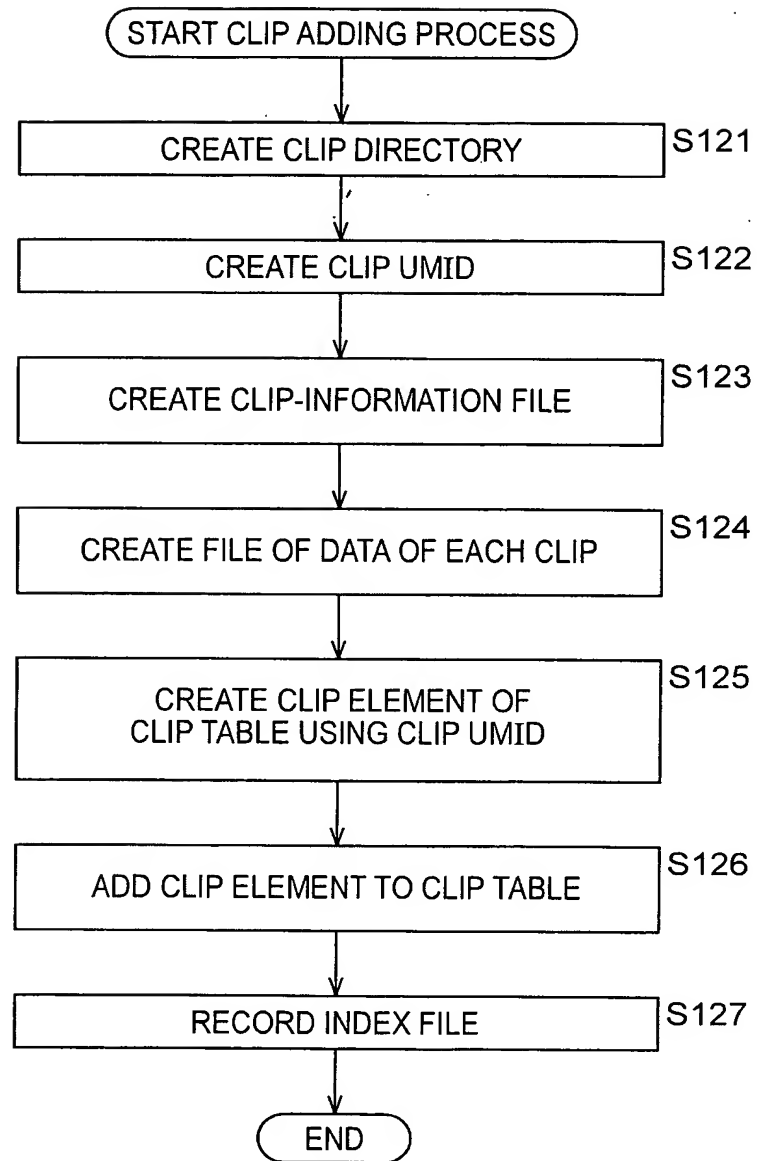 START CLIP ADDING PROCESS
CREATE CLIP DIRECTORY
S121
CREATE CLIP UMID
S122
CREATE CLIP-INFORMATION FILE
S123
CREATE FILE OF DATA OF EACH CLIP
S124
CREATE CLIP ELEMENT OF
CLIP TABLE USING CLIP UMID
S125
ADD CLIP ELEMENT TO CLIP TABLE
S126
RECORD INDEX FILE
S127
END